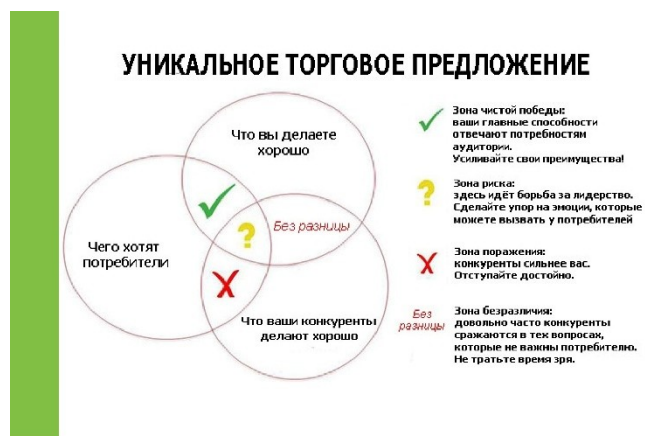 УНИКАЛЬНОЕ ТОРГОВОЕ ПРЕДЛОЖЕНИЕ
Что вы делаете
хорошо
Без разницы
?
Чего хотят
потребители
Что ваши конкуренты
делают хорошо
Зона чистой победы:
ваши главные способности
отвечают потребностям
аудитории.
Усиливайте свои преимущества!
?
Зона риска:
здесь идёт борьба за лидерство.
Сделайте упор на эмоции, которые
можете вызвать у потребителей
Зона поражения:
конкуренты сильнее вас.
Отступайте достойно.
Без
разницы
Зона безразличия:
довольно часто конкуренты
сражаются в тех вопросах,
которые не важны потребителю.
Не тратьте время зря.